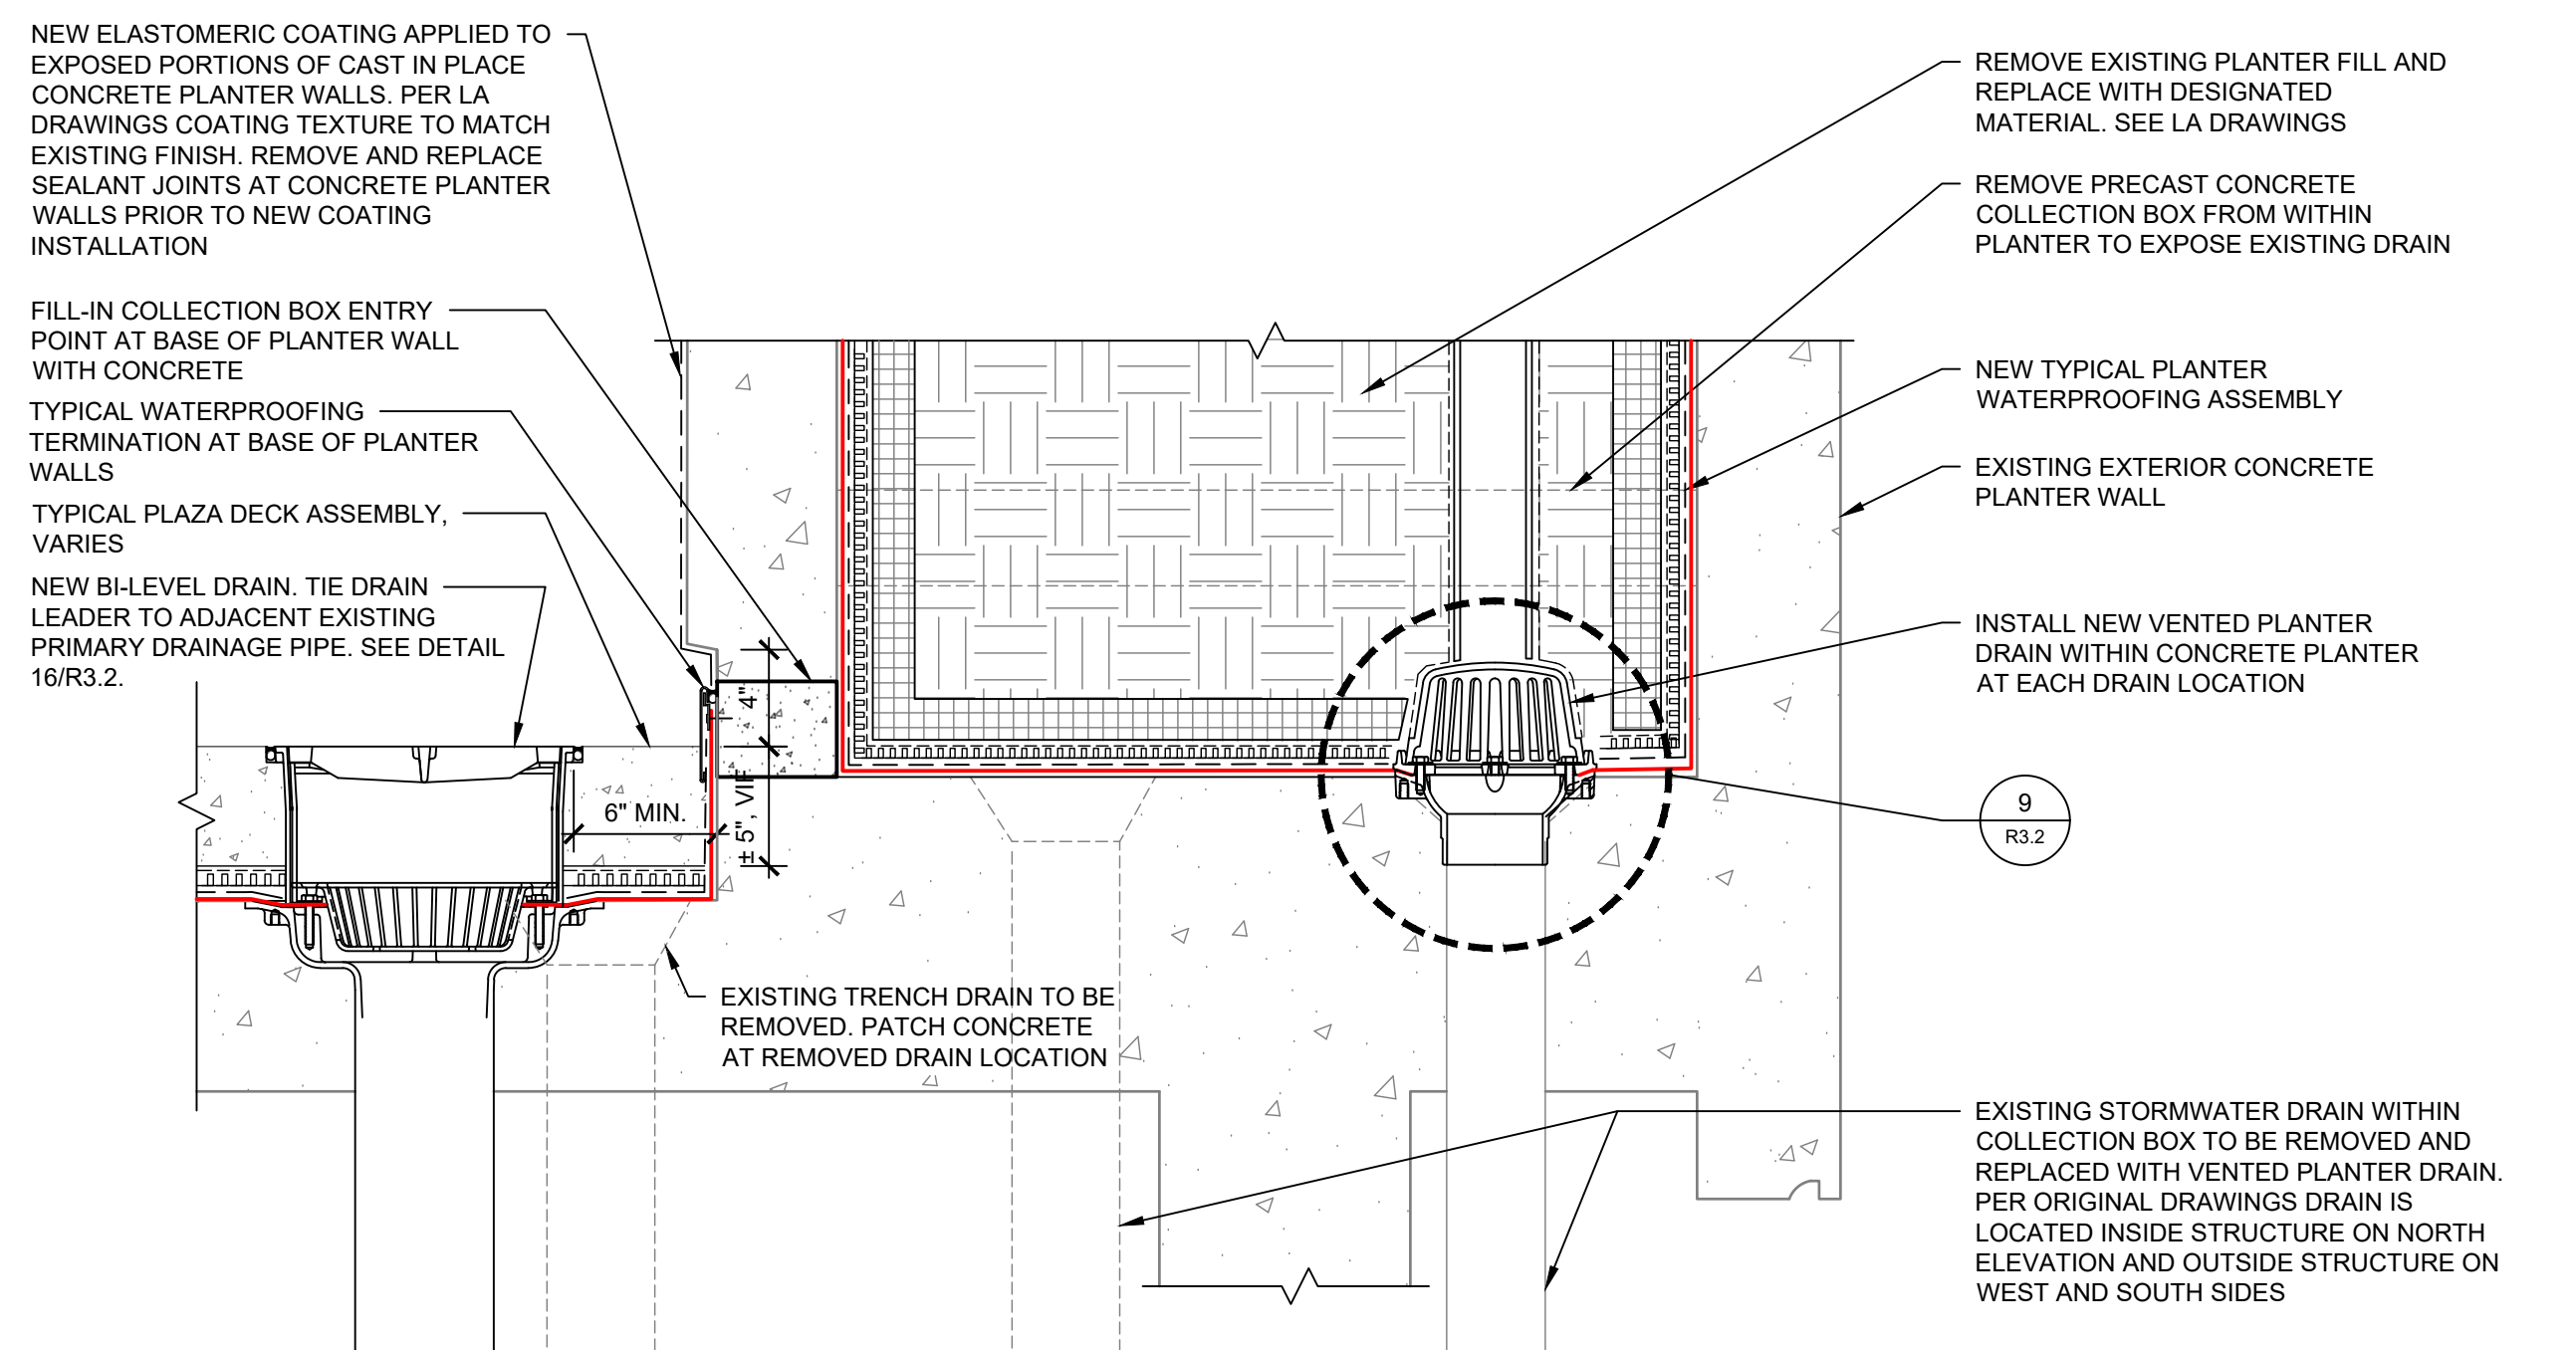 NEW ELASTOMERIC COATING APPLIED TO
EXPOSED PORTIONS OF CAST IN PLACE
CONCRETE PLANTER WALLS. PER LA
DRAWINGS COATING TEXTURE TO MATCH
EXISTING FINISH. REMOVE AND REPLACE
SEALANT JOINTS AT CONCRETE PLANTER
WALLS PRIOR TO NEW COATING
INSTALLATION
FILL-IN COLLECTION BOX ENTRY
POINT AT BASE OF PLANTER WALL
WITH CONCRETE
TYPICAL WATERPROOFING
TERMINATION AT BASE OF PLANTER
WALLS
TYPICAL PLAZA DECK ASSEMBLY,
VARIES
NEW BI-LEVEL DRAIN. TIE DRAIN
LEADER TO ADJACENT EXISTING
PRIMARY DRAINAGE PIPE. SEE DETAIL
16/R3.2.
4"
± 5", VIF
6" MIN.
EXISTING TRENCH DRAIN TO BE
REMOVED. PATCH CONCRETE
AT REMOVED DRAIN LOCATION
REMOVE EXISTING PLANTER FILL AND
REPLACE WITH DESIGNATED
MATERIAL. SEE LA DRAWINGS
REMOVE PRECAST CONCRETE
COLLECTION BOX FROM WITHIN
PLANTER TO EXPOSE EXISTING DRAIN
NEW TYPICAL PLANTER
WATERPROOFING ASSEMBLY
EXISTING EXTERIOR CONCRETE
PLANTER WALL
INSTALL NEW VENTED PLANTER
DRAIN WITHIN CONCRETE PLANTER
AT EACH DRAIN LOCATION
9
R3.2
EXISTING STORMWATER DRAIN WITHIN
COLLECTION BOX TO BE REMOVED AND
REPLACED WITH VENTED PLANTER DRAIN.
PER ORIGINAL DRAWINGS DRAIN IS
LOCATED INSIDE STRUCTURE ON NORTH
ELEVATION AND OUTSIDE STRUCTURE ON
WEST AND SOUTH SIDES